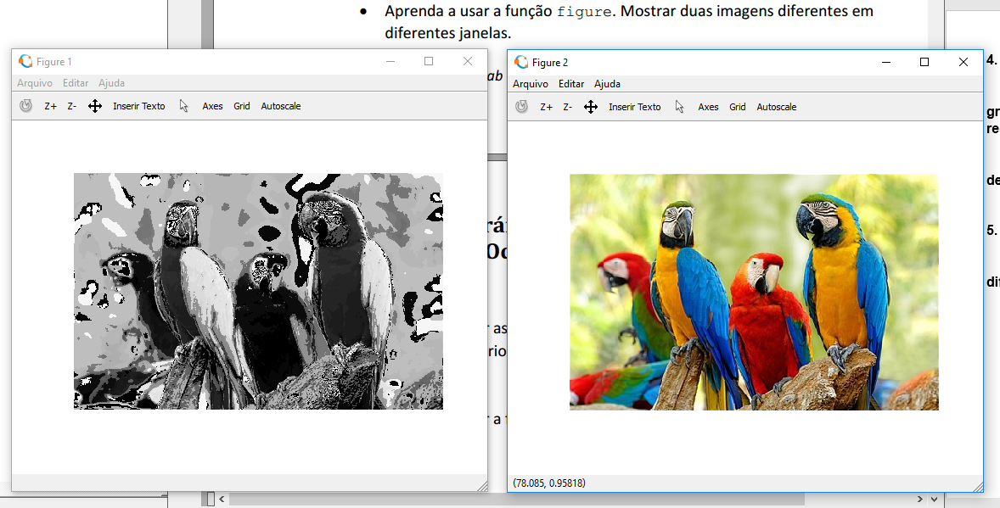 Aprenda a usar a função figure. Mostrar duas imagens diferentes em
diferentes janelas.
Figure 1
Arquivo Editar Ajuda
Z+ Z- Inserir Texto Axes Grid Autoscale
ab
Figure 2
Arquivo Editar Ajuda
Z+ Z- Inserir Texto Axes Grid Autoscale
(78.085, 0.95818)
r as
rio
r a f
4.
gr
re
de
5.
dif